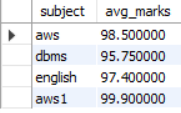 subject avg_marks
aws 98.500000
dbms 95.750000
english 97.400000
aws1 99.900000